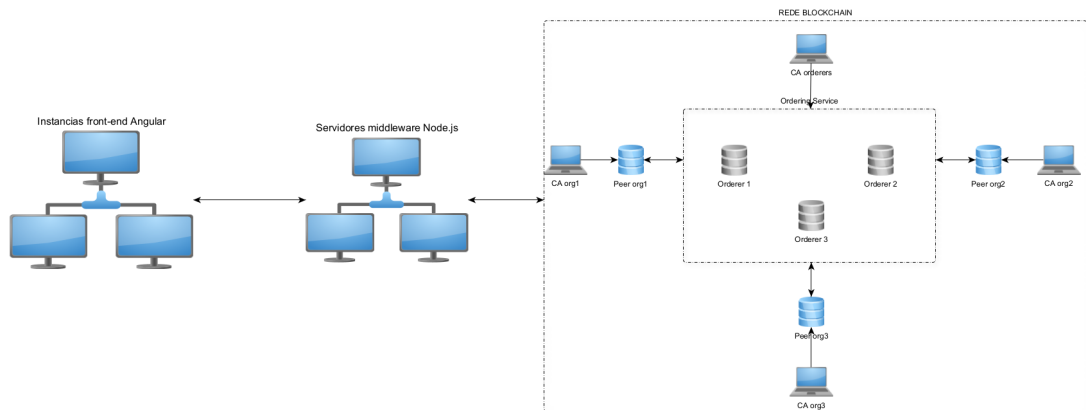 REDE BLOCKCHAIN
CA orderers
Ordering Service
Instancias front-end Angular
Servidores middleware Node.js
CA org1
Peer org1
Orderer 1
Orderer 2
Peer org2
CA org2
Orderer 3
Peer org3
CA org3